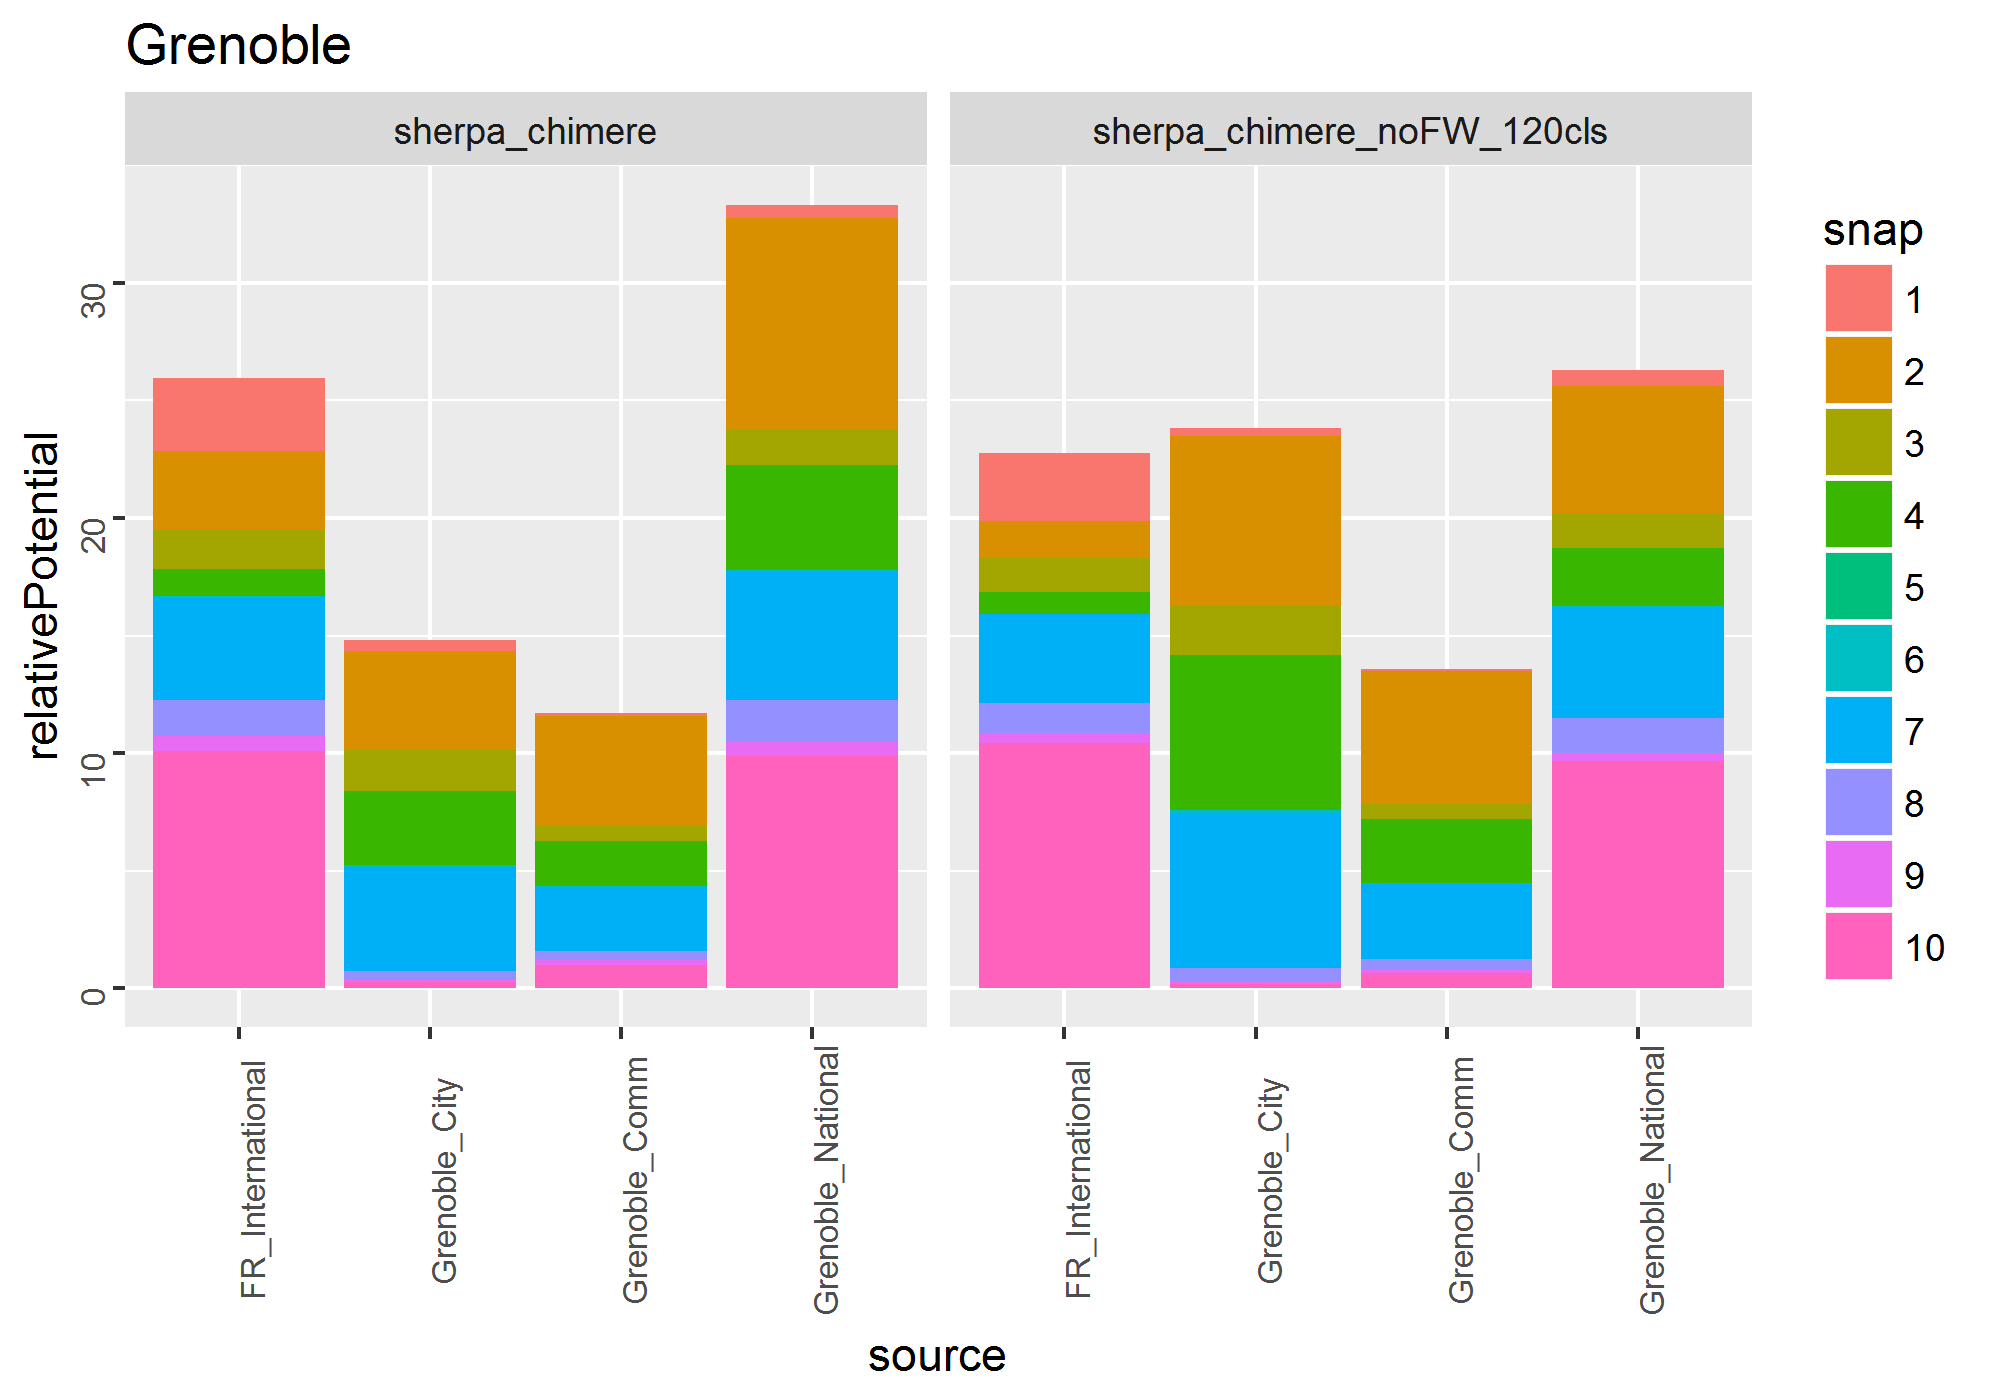 Grenoble
sherpa_chimere
sherpa_chimere_noFW_120cls
relativePotential
30
20
10
0
FR_International
Grenoble_City
Grenoble_Comm
Grenoble_National
FR_International
Grenoble_City
Grenoble_Comm
Grenoble_National
source
snap
1
2
3
4
5
6
7
8
9
10